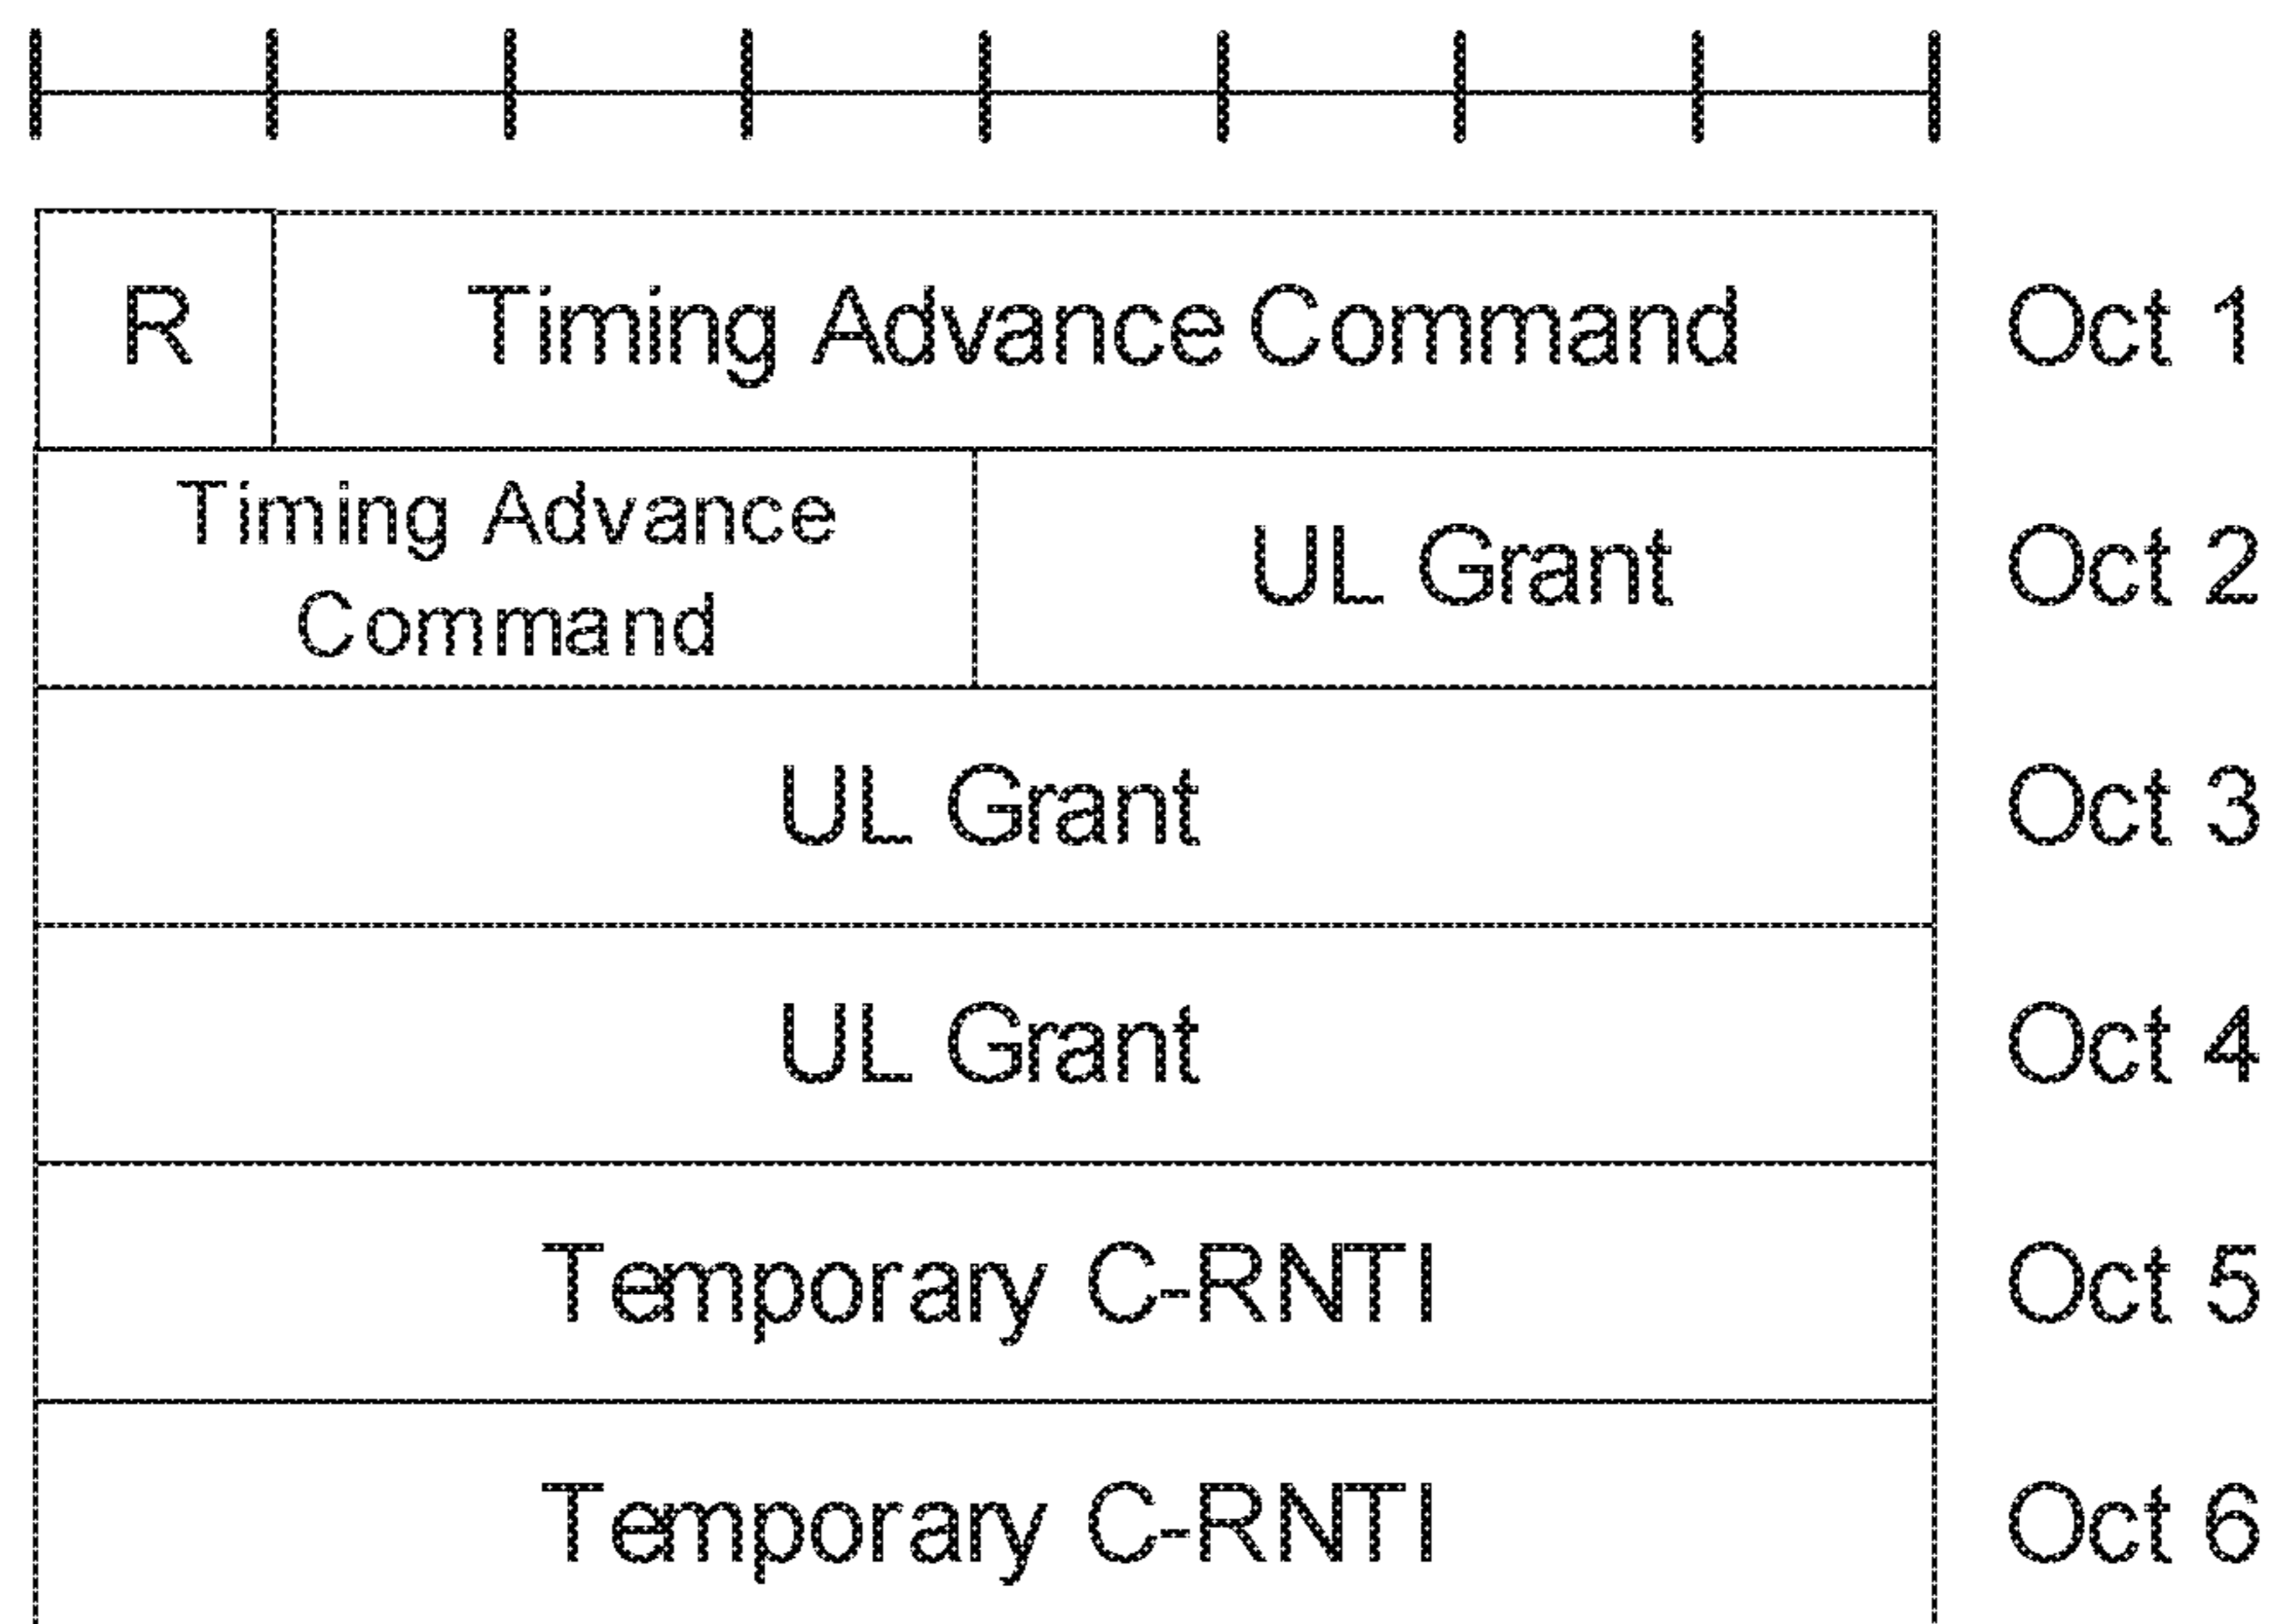 R Timing Advance Command Oct 1
Timing Advance
Command
UL Grant Oct 2
UL Grant Oct 3
UL Grant Oct 4
Temporary C-RNTI Oct 5
Temporary C-RNTI Oct 6